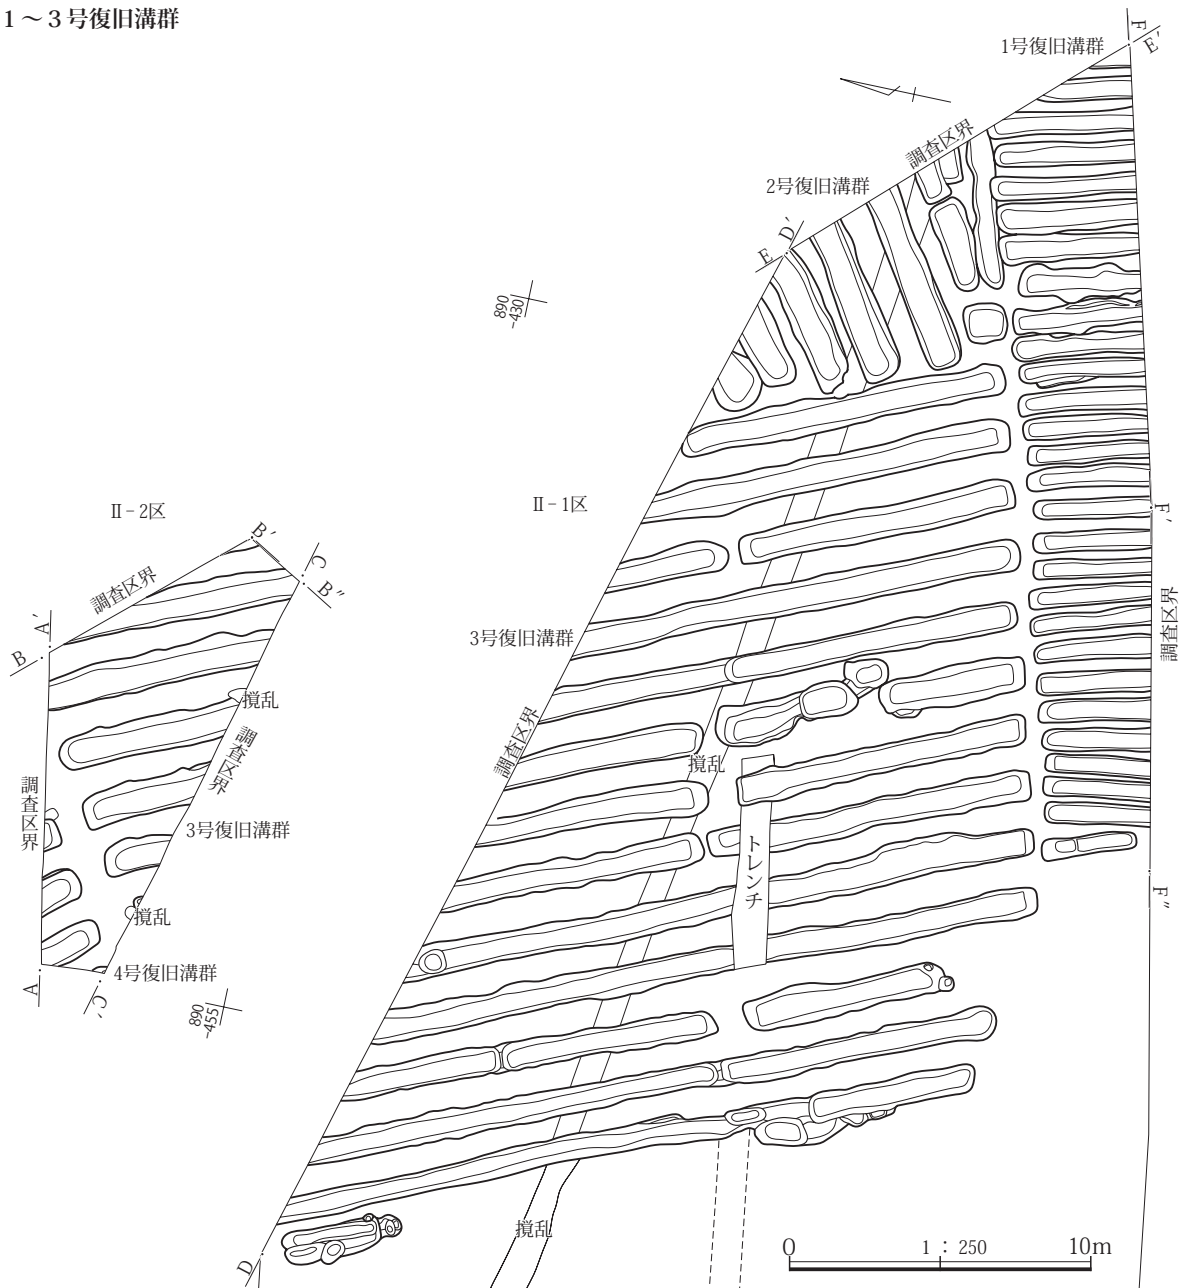 1～3号復旧溝群
F
E′
1号復旧溝群
調査区界
2号復旧溝群
D′
E
890
-430
Ⅱ－2区
Ⅱ－1区
B′
C
B″
調査区界
A′
B
F′
調査区界
3号復旧溝群
撹乱
調査区界
調査区界
撹乱
調査区界
3号復旧溝群
トレンチ
F″
撹乱
4号復旧溝群
A
C′
890
-455
撹乱
D
0 1：250 10m